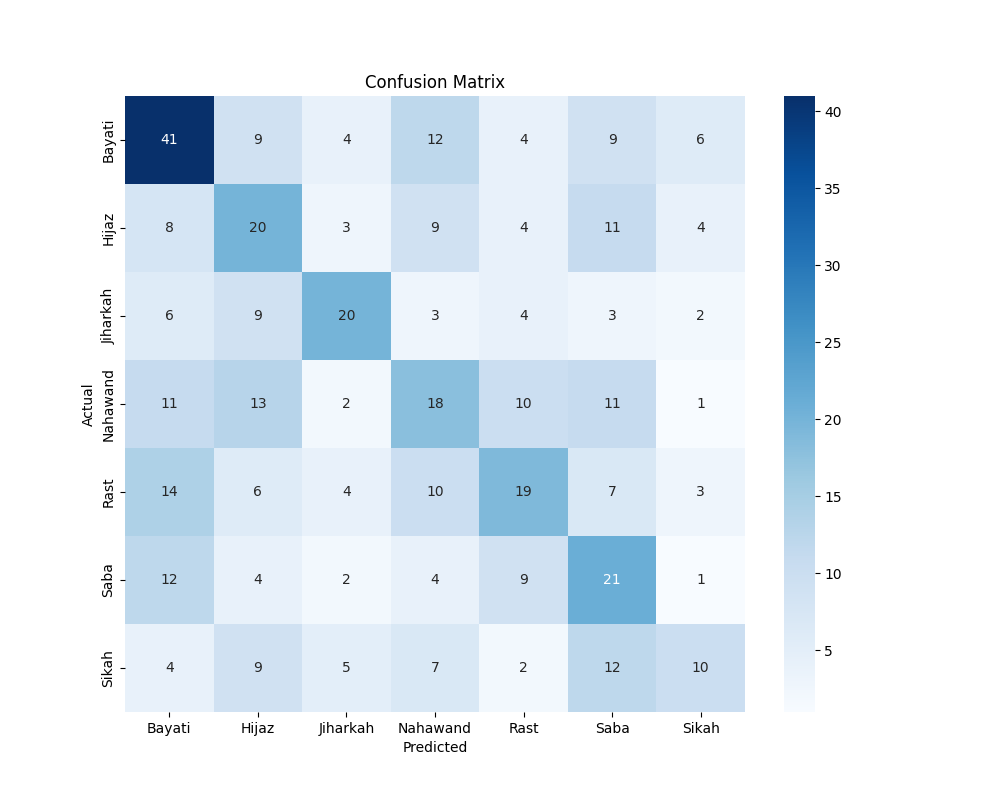 Confusion Matrix
Actual
Bayati 41 9 4 12 4 9 6
Hijaz 8 20 3 9 4 11 4
Jiharkah 6 9 20 3 4 3 2
Nahawand 11 13 2 18 10 11 1
Rast 14 6 4 10 19 7 3
Saba 12 4 2 4 9 21 1
Sikah 4 9 5 7 2 12 10
Bayati Hijaz Jiharkah Nahawand Rast Saba Sikah
Predicted
40
35
30
25
20
15
10
5